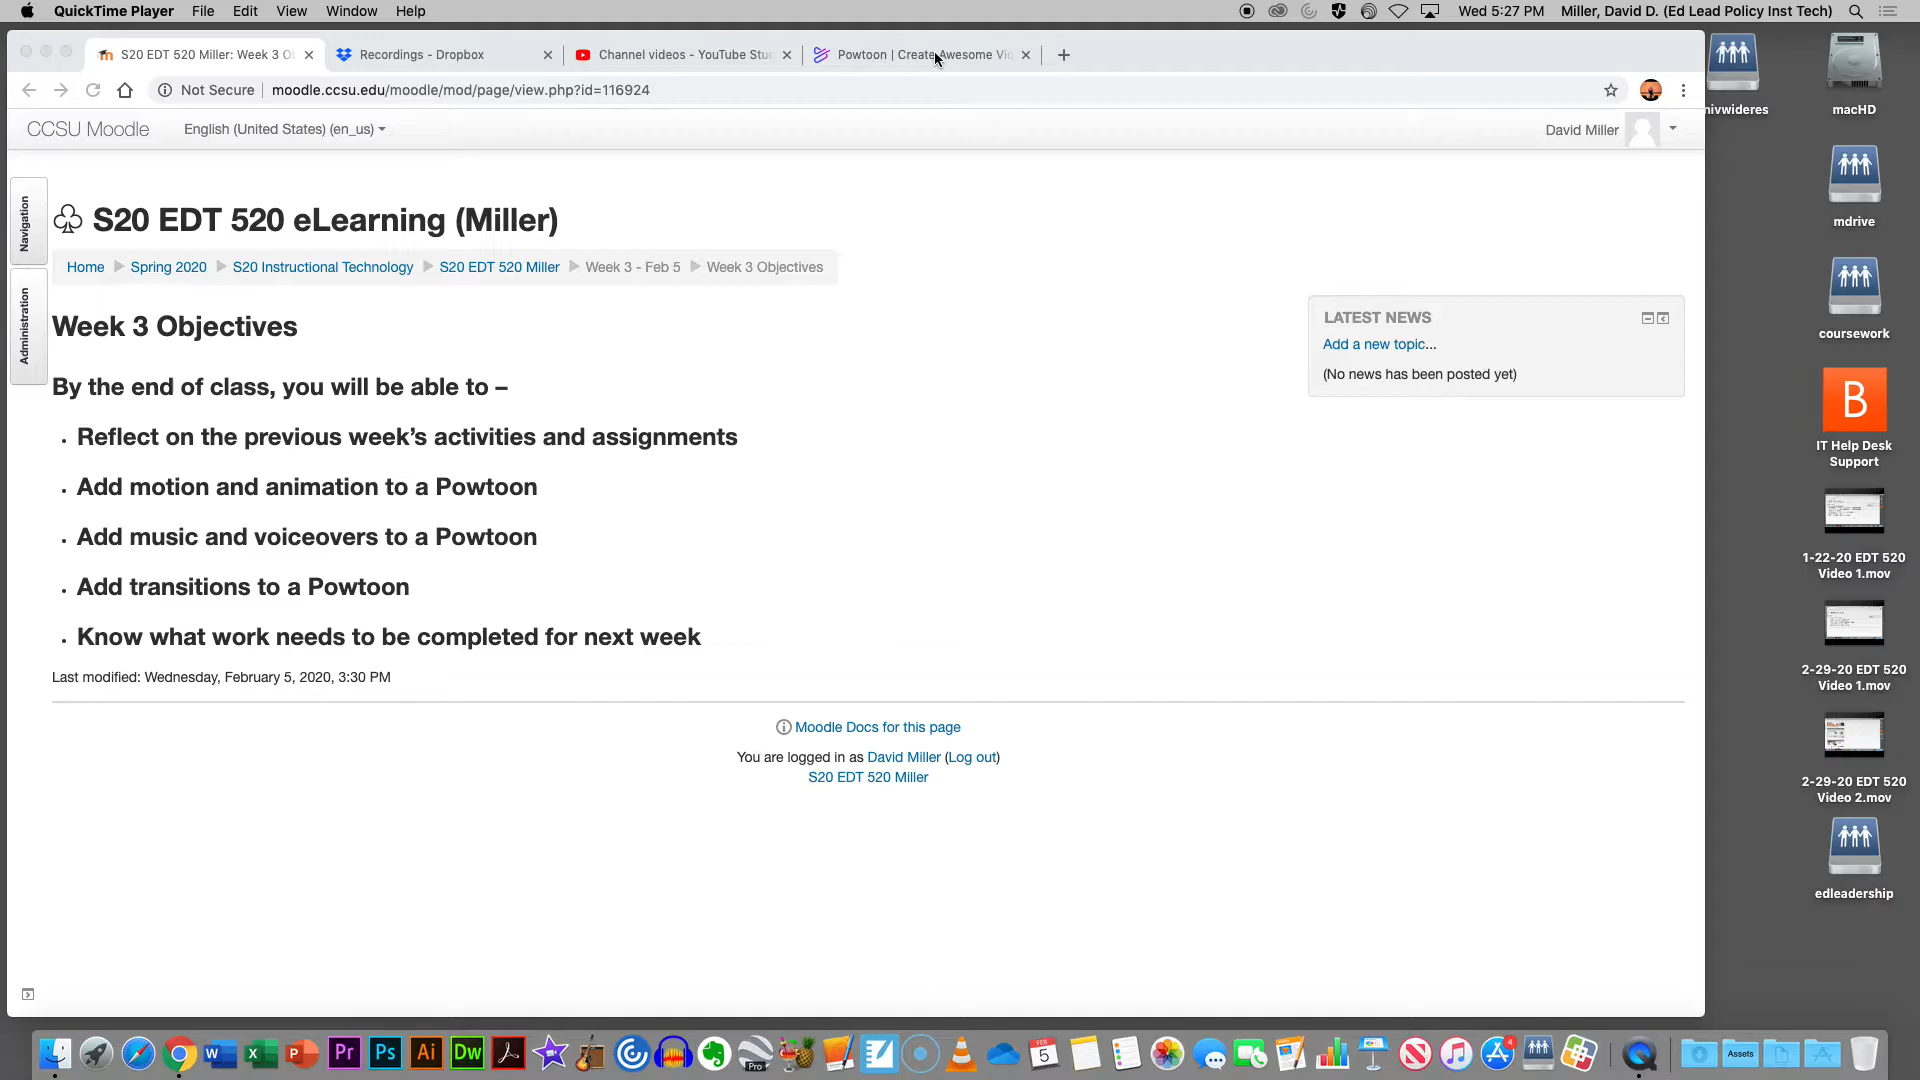 QuickTime Player File Edit View Window Help
Wed 5:27 PM Miller, David D. (Ed Lead Policy Inst Tech)
S20 EDT 520 Miller: Week 3 O
Recordings - Dropbox
Channel videos - YouTube Stu
Powtoon | Create Awesome Vid
Not Secure moodle.ccsu.edu/moodle/mod/page/view.php?id=116924
CCSU Moodle English (United States) (en_us)
David Miller
Navigation
Administration
S20 EDT 520 eLearning (Miller)
Home Spring 2020 S20 Instructional Technology S20 EDT 520 Miller Week 3 - Feb 5 Week 3 Objectives
Week 3 Objectives
By the end of class, you will be able to –
• Reflect on the previous week’s activities and assignments
• Add motion and animation to a Powtoon
• Add music and voiceovers to a Powtoon
• Add transitions to a Powtoon
• Know what work needs to be completed for next week
Last modified: Wednesday, February 5, 2020, 3:30 PM
LATEST NEWS
Add a new topic...
(No news has been posted yet)
Moodle Docs for this page
You are logged in as David Miller (Log out)
S20 EDT 520 Miller
nivwideres
macHD
mdrive
coursework
B
IT Help Desk
Support
1-22-20 EDT 520
Video 1.mov
2-29-20 EDT 520
Video 1.mov
2-29-20 EDT 520
Video 2.mov
edleadership
W X P Pr Ps Ai Dw Pro FEB 5 4 Assets